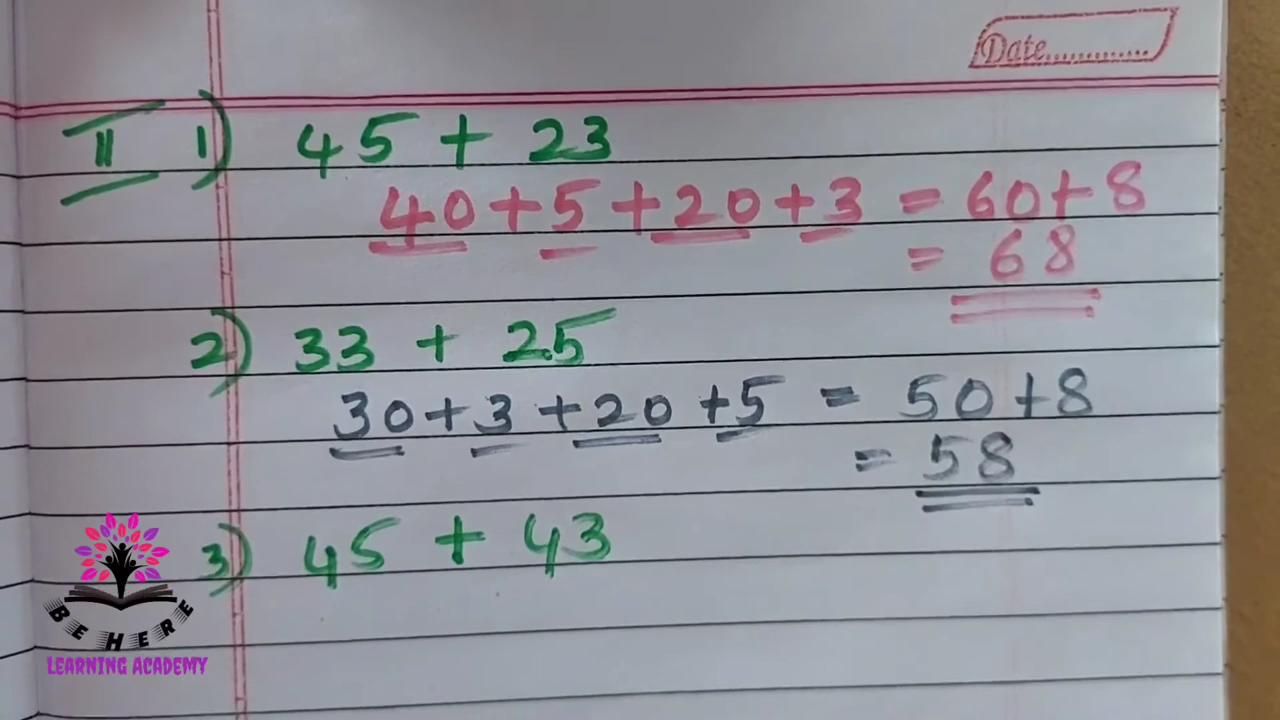 Date..............
II 1) 45 + 23
40 + 5 + 20 + 3 = 60 + 8
= 68
2) 33 + 25
30 + 3 + 20 + 5 = 50 + 8
= 58
3) 45 + 43
BE HERE
LEARNING ACADEMY